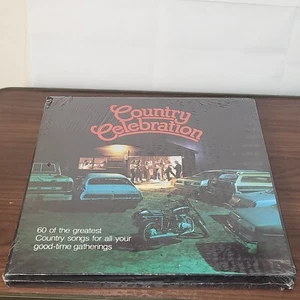 Country
Celebration
60 of the greatest
Country songs for all your
good-time gatherings